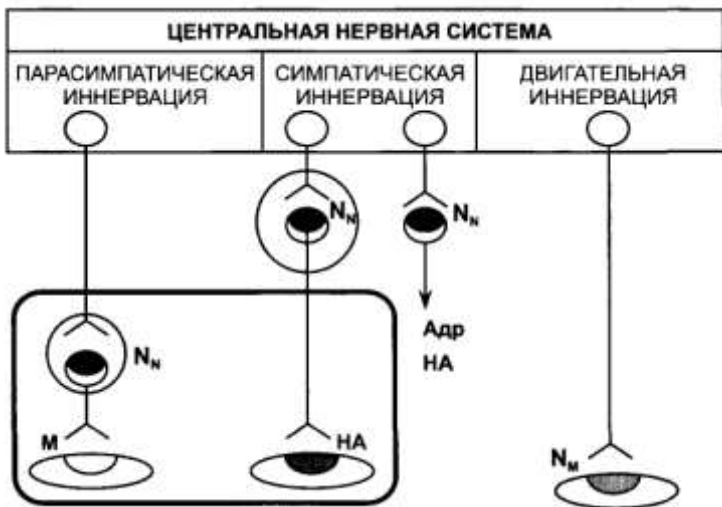 ЦЕНТРАЛЬНАЯ НЕРВНАЯ СИСТЕМА
ПАРАСИМПАТИЧЕСКАЯ
ИННЕРВАЦИЯ
СИМПАТИЧЕСКАЯ
ИННЕРВАЦИЯ
ДВИГАТЕЛЬНАЯ
ИННЕРВАЦИЯ
NN
NN
Адр
НА
NN
М
НА
NM